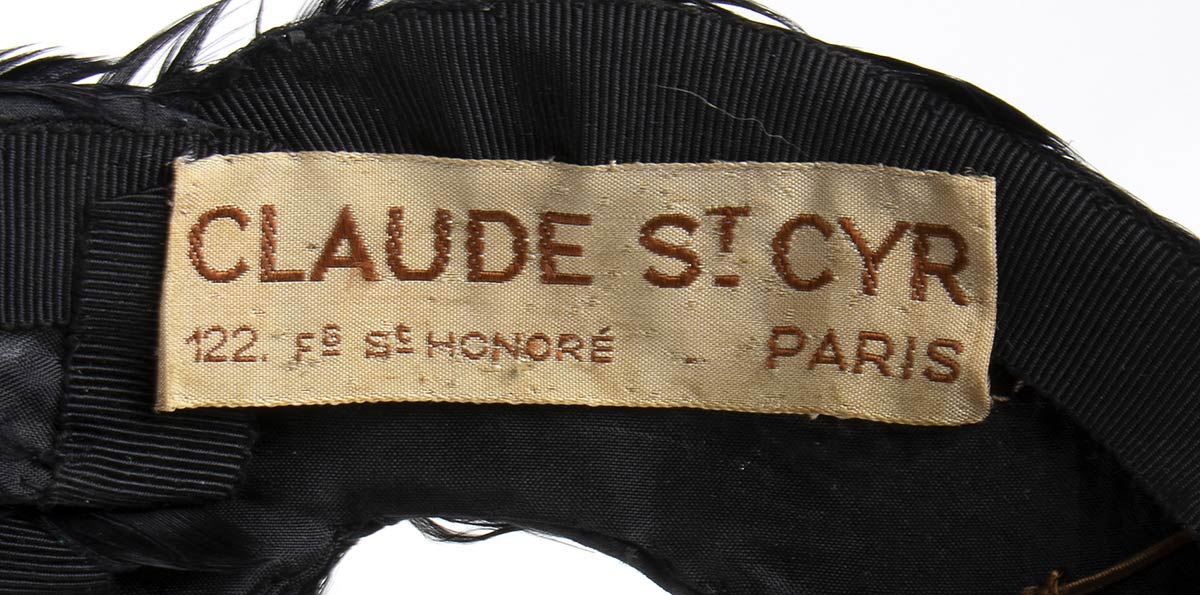 CLAUDE ST CYR
122. Fg St HONORÉ PARIS